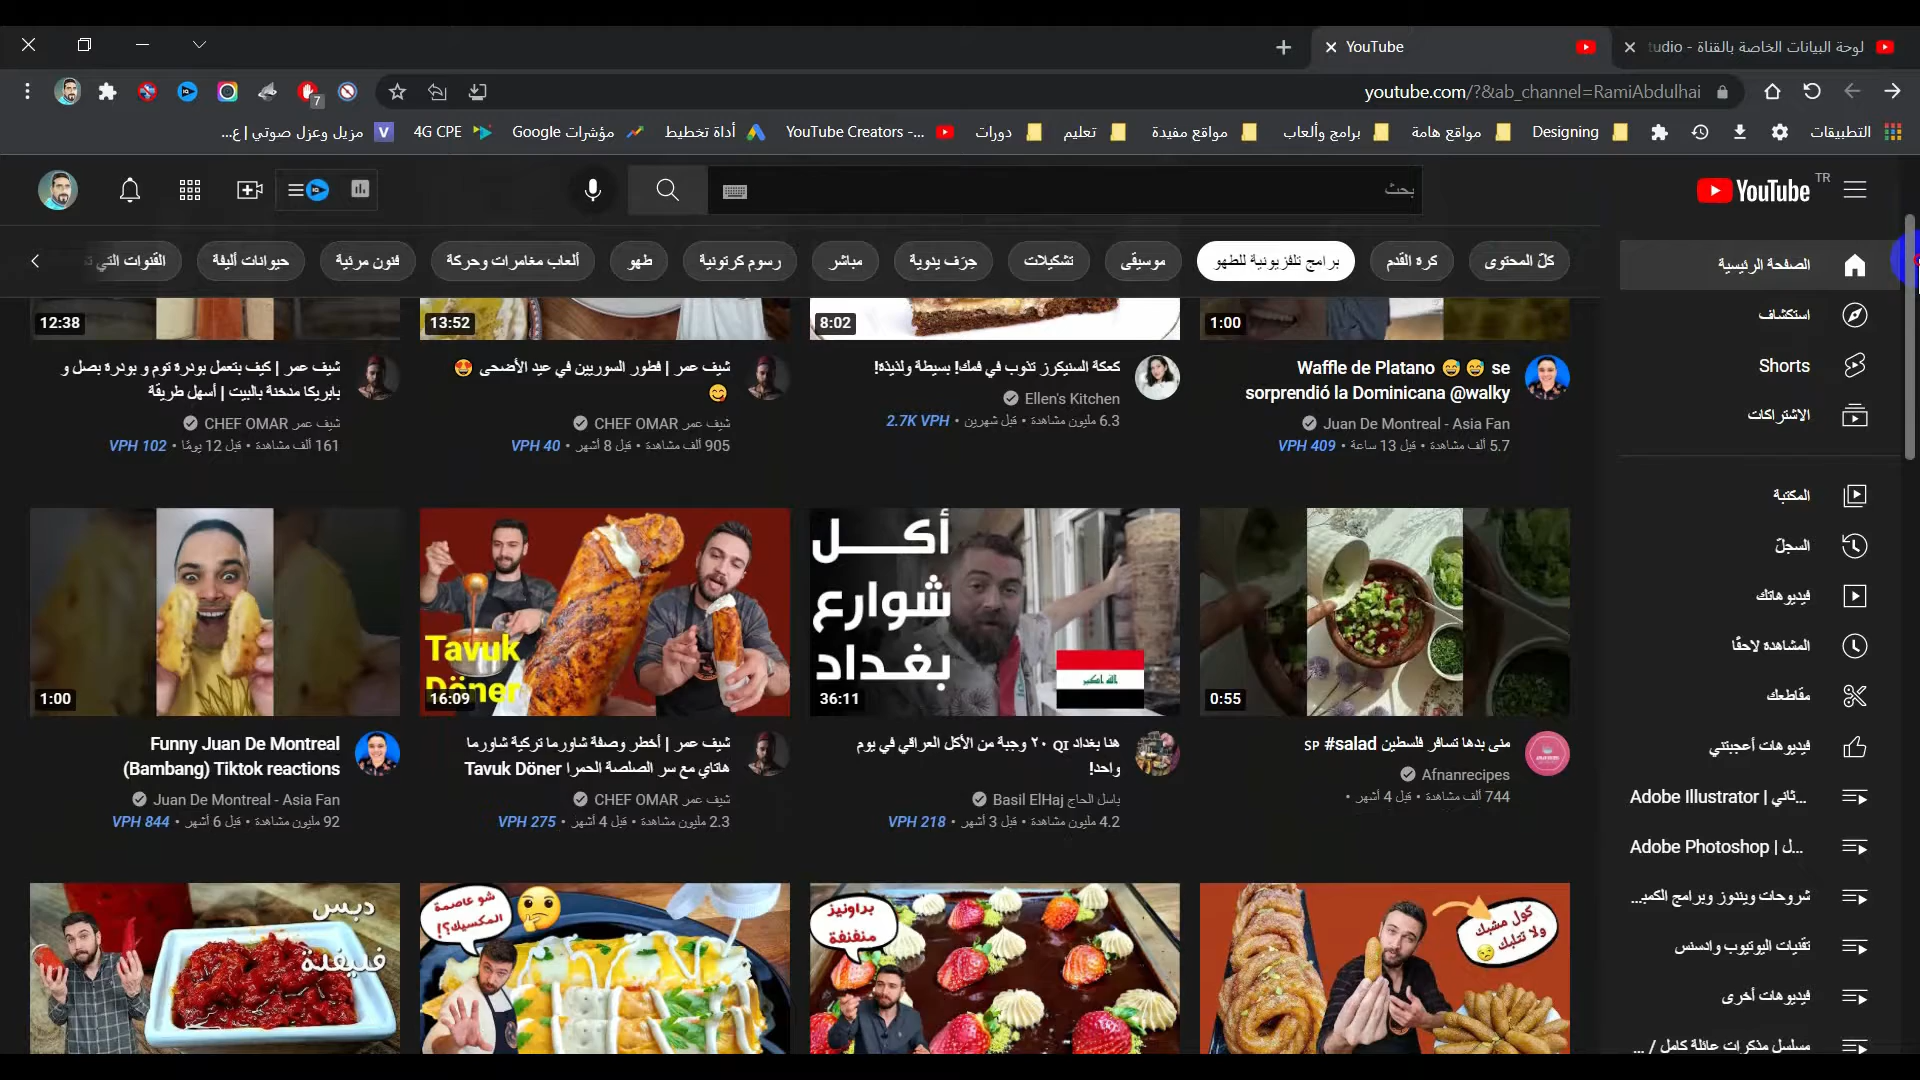 لوحة البيانات الخاصة بالقناة - tudio
YouTube
youtube.com/?&ab_channel=RamiAbdulhai
7
التطبيقات
Designing
مواقع هامة
برامج وألعاب
مواقع مفيدة
تعليم
دورات
YouTube Creators -...
أداة تخطيط
مؤشرات Google
4G CPE
مزيل وعزل صوتي | ع...
YouTube TR
بحث
كلّ المحتوى
كرة القدم
برامج تلفزيونية للطهو
موسيقى
تشكيلات
حِرَف يدوية
مباشر
رسوم كرتونية
طهو
ألعاب مغامرات وحركة
فنون مرئية
حيوانات أليفة
القنوات التي
الصفحة الرئيسية
استكشاف
Shorts
الاشتراكات
المكتبة
السجلّ
فيديوهاتك
المشاهدة لاحقًا
مقاطعك
فيديوهات أعجبتني
Adobe Illustrator | ثاني...
Adobe Photoshop | ل...
شروحات ويندوز وبرامج الكمب...
تقنيات اليوتيوب وادسنس
فيديوهات أخرى
مسلسل مذكرات عائلة كامل / ...
1:00
Waffle de Platano 😅 😅 se
sorprendió la Dominicana @walky
Juan De Montreal - Asia Fan
5.7 ألف مشاهدة • قبل 13 ساعة • VPH 409
8:02
كعكة السنيكرز تذوب في فمك! بسيطة ولذيذة!
Ellen's Kitchen
6.3 مليون مشاهدة • قبل شهرين • 2.7K VPH
13:52
شيف عمر | فطور السوريين في عيد الأضحى 😍
😋
شيف عمر CHEF OMAR
905 ألف مشاهدة • قبل 8 أشهر • VPH 40
12:38
شيف عمر | كيف بتعمل بودرة توم و بودرة بصل و
بابريكا مدخنة بالبيت | أسهل طريقة
شيف عمر CHEF OMAR
161 ألف مشاهدة • قبل 12 يومًا • VPH 102
0:55
منى بدها تسافر فلسطين SP #salad
Afnanrecipes
744 ألف مشاهدة • قبل 4 أشهر •
أكل
شوارع
بغداد
الله اكبر
36:11
هنا بغداد QI ٢٠ وجبة من الأكل العراقي في يوم
واحد!
باسل الحاج Basil ElHaj
4.2 مليون مشاهدة • قبل 3 أشهر • VPH 218
Tavuk
Döner
16:09
شيف عمر | أخطر وصفة شاورما تركية شاورما
هاتاي مع سر الصلصة الحمرا Tavuk Döner
شيف عمر CHEF OMAR
2.3 مليون مشاهدة • قبل 4 أشهر • VPH 275
1:00
Funny Juan De Montreal
(Bambang) Tiktok reactions
Juan De Montreal - Asia Fan
92 مليون مشاهدة • قبل 6 أشهر • VPH 844
كول مشبك
ولا تتلبك
براونيز
منفنفة
شو عاصمة
المكسيك؟!
دبس
فليفلة